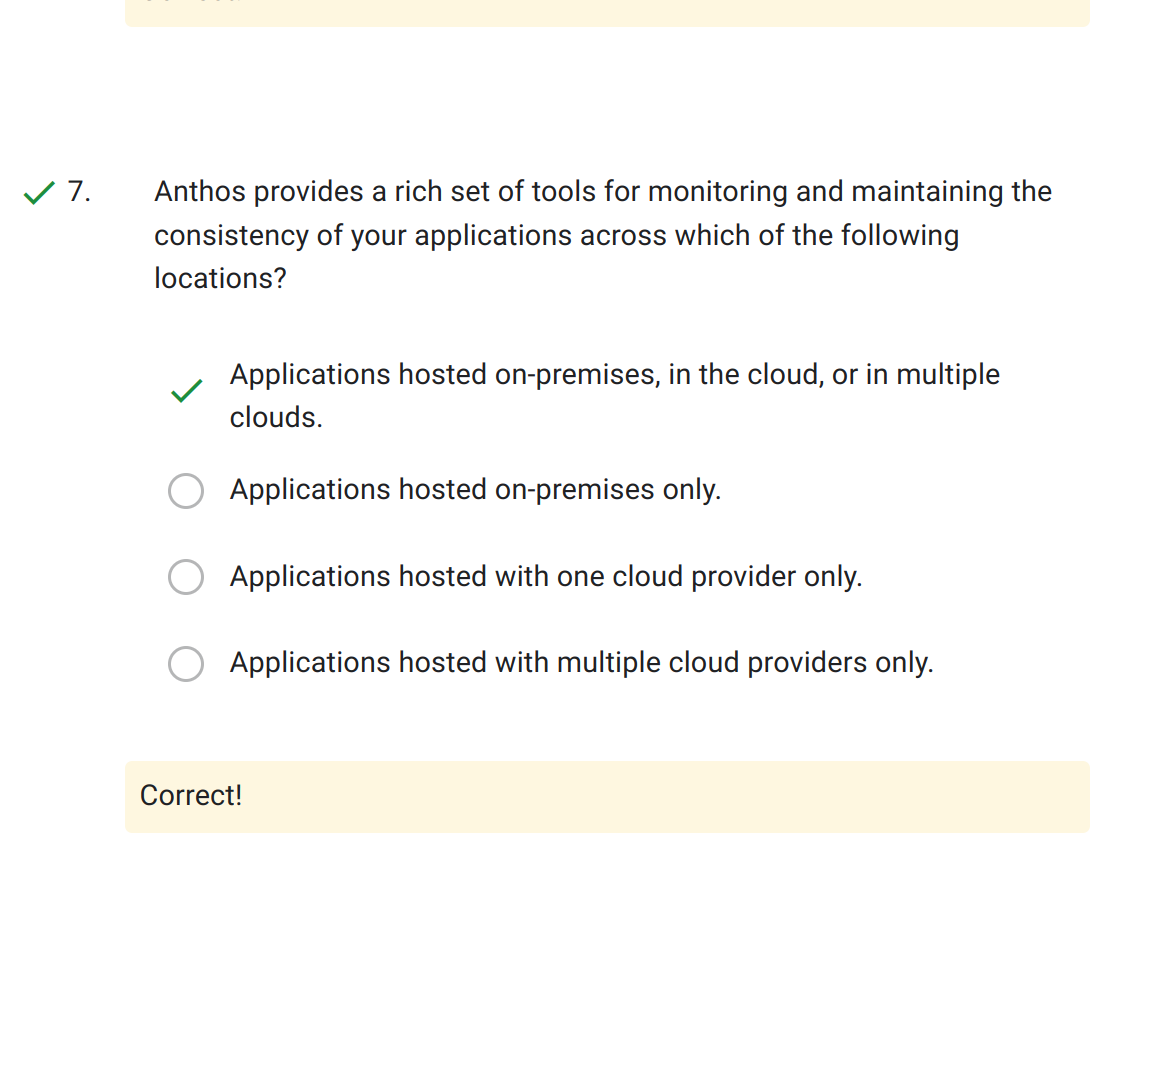 7.
Anthos provides a rich set of tools for monitoring and maintaining the
consistency of your applications across which of the following
locations?
Applications hosted on-premises, in the cloud, or in multiple
clouds.
Applications hosted on-premises only.
Applications hosted with one cloud provider only.
Applications hosted with multiple cloud providers only.
Correct!